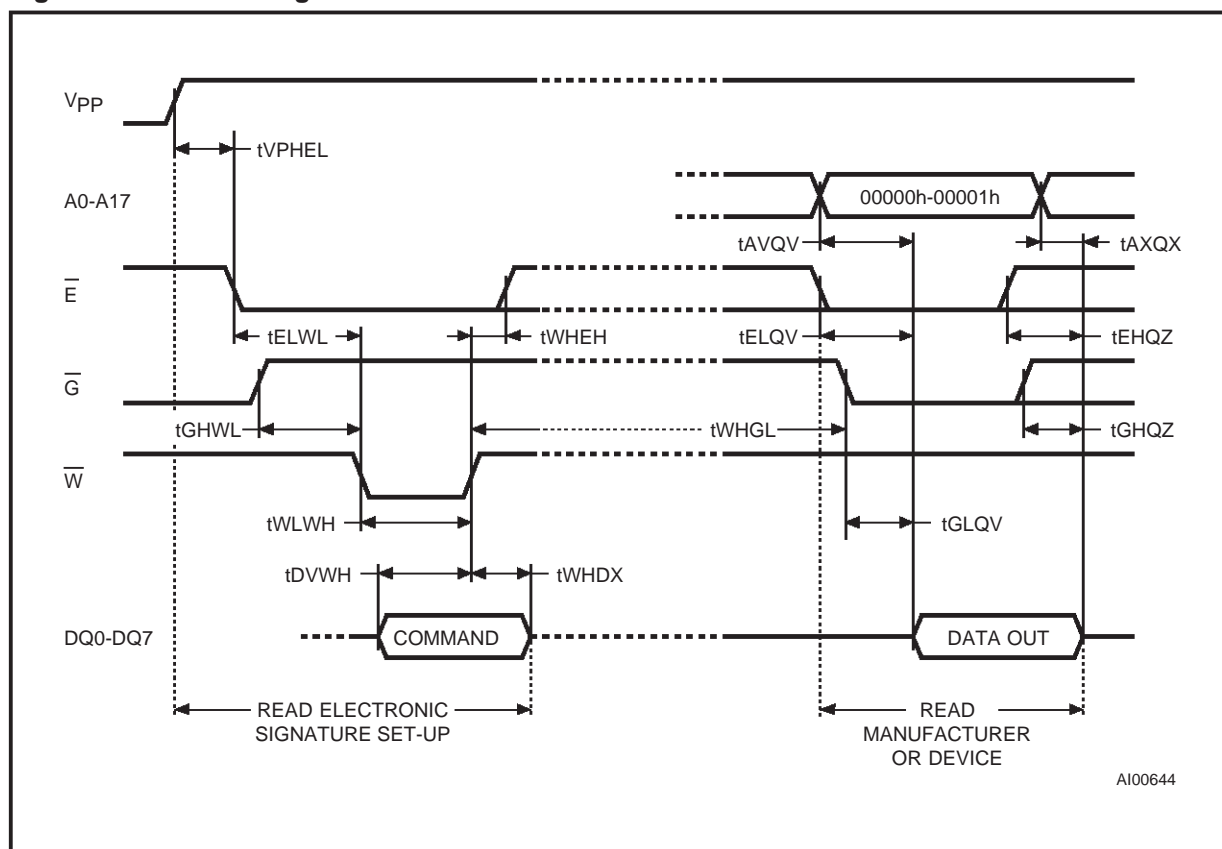 VPP
tVPHEL
A0-A17
00000h-00001h
tAVQV
tAXQX
E
tELWL
tWHEH
tELQV
tEHQZ
G
tGHWL
tWHGL
tGHQZ
W
tWLWH
tGLQV
tDVWH
tWHDX
DQ0-DQ7
COMMAND
DATA OUT
READ ELECTRONIC
SIGNATURE SET-UP
READ
MANUFACTURER
OR DEVICE
AI00644